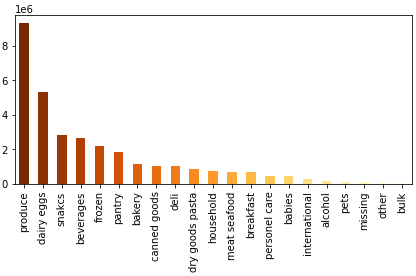 1e6
8
6
4
2
0
produce
dairy eggs
snakcs
beverages
frozen
pantry
bakery
canned goods
deli
dry goods pasta
household
meat seafood
breakfast
personel care
babies
international
alcohol
pets
missing
other
bulk